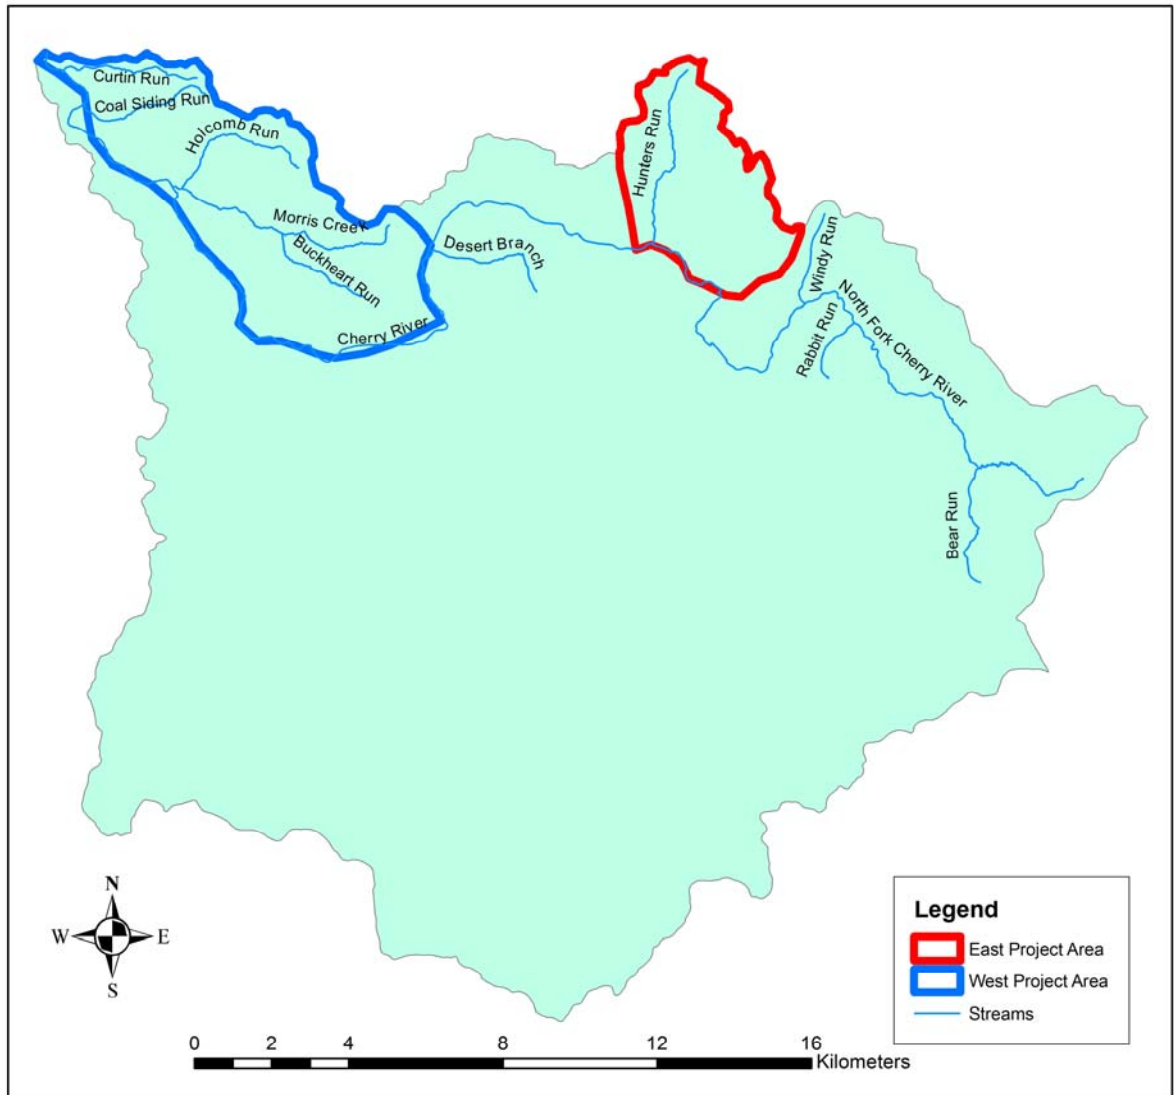 Curtin Run
Coal Siding Run
Holcomb Run
Hunters Run
Morris Creek
Buckheart Run
Desert Branch
Windy Run
Cherry River
Rabbit Run
North Fork Cherry River
Bear Run
N
W E
S
Legend
East Project Area
West Project Area
Streams
0 2 4 8 12 16
Kilometers